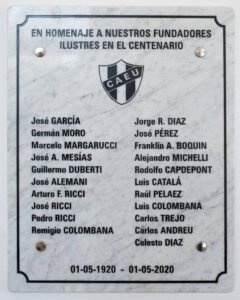 EN HOMENAJE A NUESTROS FUNDADORES
ILUSTRES EN EL CENTENARIO
CAEU
José GARCÍA
Germán MORO
Marcelo MARGARUCCI
José A. MESÍAS
Guillermo DUBERTI
José ALEMANI
Arturo F. RICCI
José RICCI
Pedro RICCI
Remigio COLOMBANA
Jorge R. DIAZ
José PÉREZ
Franklin A. BOQUIN
Alejandro MICHELLI
Rodolfo CAPDEPONT
Luis CATALÁ
Raúl PELAEZ
Luis COLOMBANA
Carlos TREJO
Carlos ANDREU
Celesto DIAZ
01-05-1920 - 01-05-2020